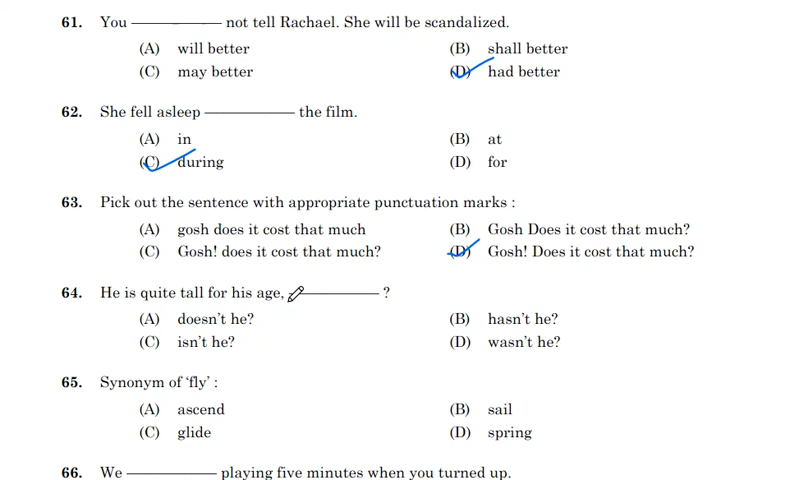 61. You ____________ not tell Rachael. She will be scandalized.
(A) will better (B) shall better
(C) may better (D) had better
62. She fell asleep ____________ the film.
(A) in (B) at
(C) during (D) for
63. Pick out the sentence with appropriate punctuation marks :
(A) gosh does it cost that much (B) Gosh Does it cost that much?
(C) Gosh! does it cost that much? (D) Gosh! Does it cost that much?
64. He is quite tall for his age, ____________ ?
(A) doesn't he? (B) hasn't he?
(C) isn't he? (D) wasn't he?
65. Synonym of 'fly' :
(A) ascend (B) sail
(C) glide (D) spring
66. We ____________ playing five minutes when you turned up.